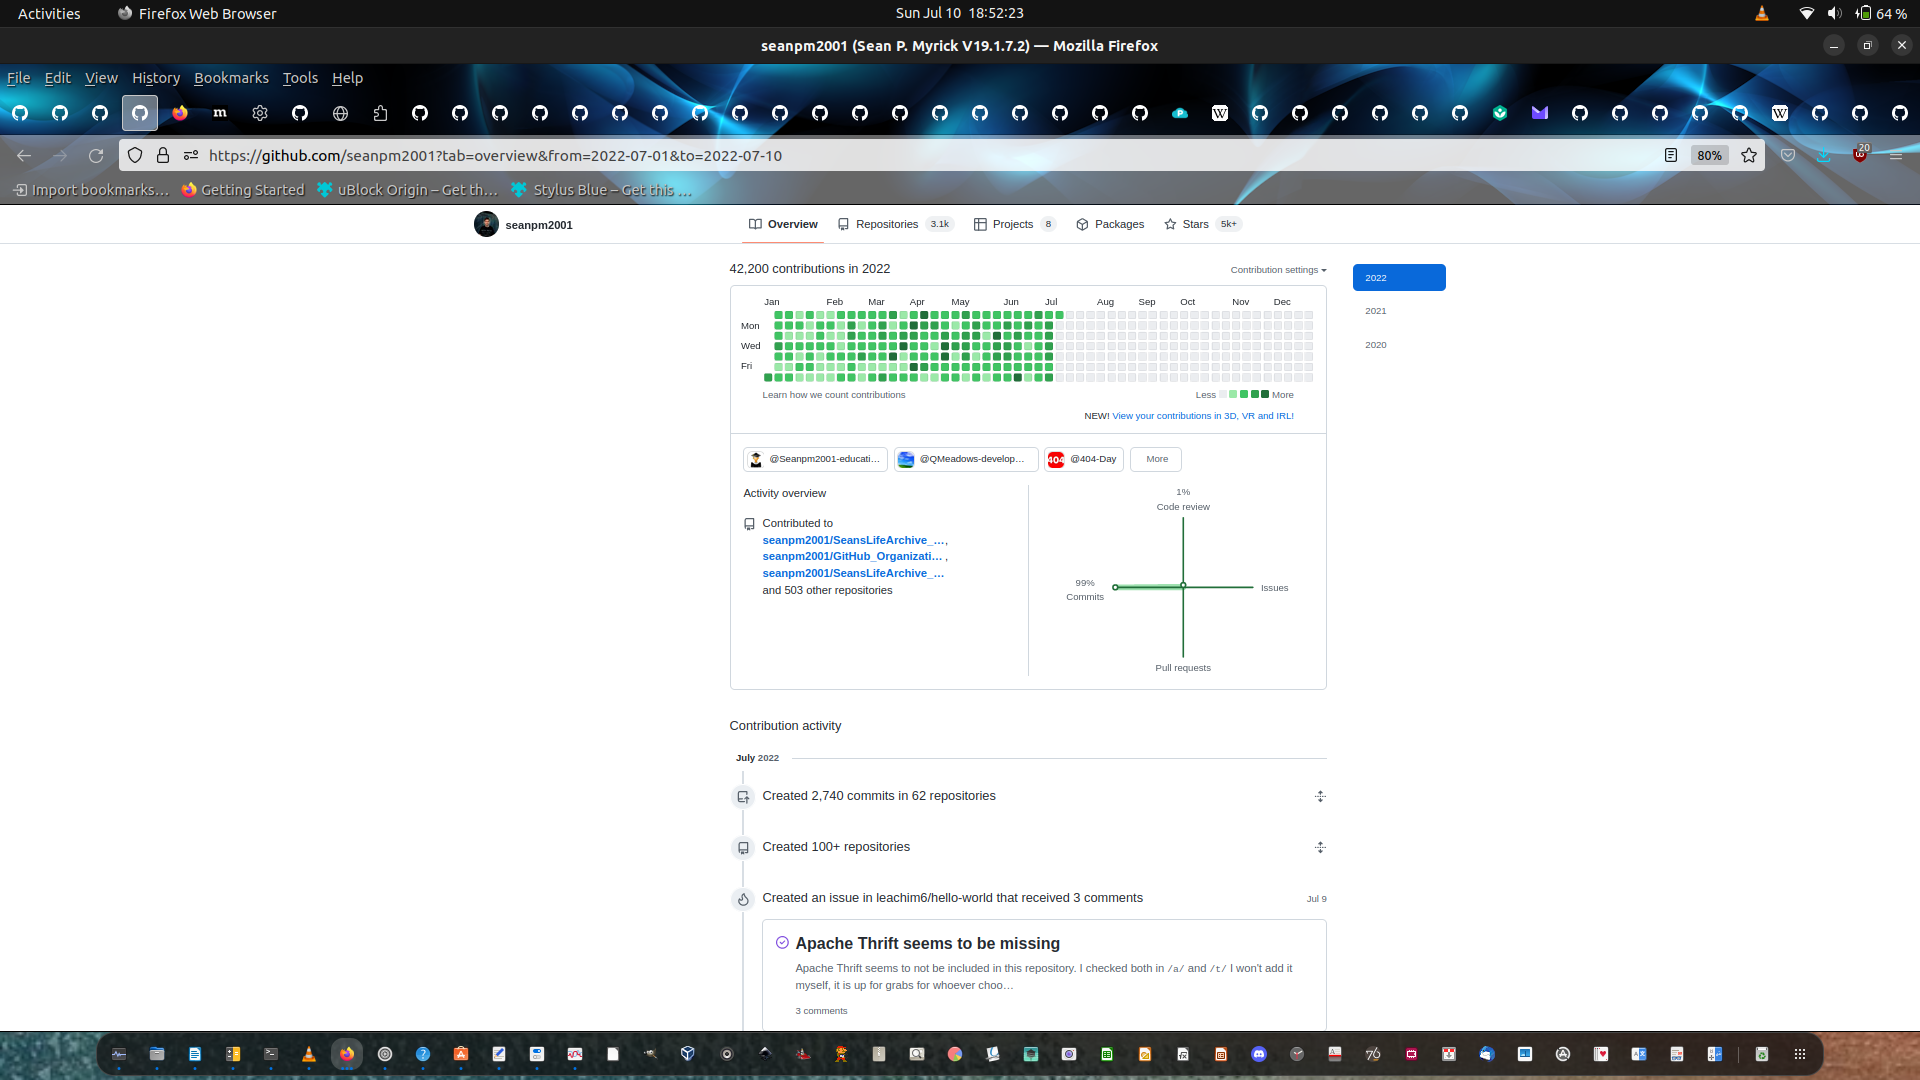 Activities Firefox Web Browser Sun Jul 10 18:52:23 64 %
seanpm2001 (Sean P. Myrick V19.1.7.2) — Mozilla Firefox
File Edit View History Bookmarks Tools Help
https://github.com/seanpm2001?tab=overview&from=2022-07-01&to=2022-07-10 80% 20
Import bookmarks… Getting Started uBlock Origin – Get th… Stylus Blue – Get this …
seanpm2001 Overview Repositories 3.1k Projects 8 Packages Stars 5k+
42,200 contributions in 2022 Contribution settings
2022
2021
2020
Jan Feb Mar Apr May Jun Jul Aug Sep Oct Nov Dec
Mon
Wed
Fri
Learn how we count contributions Less More
NEW! View your contributions in 3D, VR and IRL!
@Seanpm2001-educati… @QMeadows-develop… 404 @404-Day More
Activity overview
Contributed to
seanpm2001/SeansLifeArchive_…,
seanpm2001/GitHub_Organizati… ,
seanpm2001/SeansLifeArchive_…
and 503 other repositories
1%
Code review
99%
Commits
Issues
Pull requests
Contribution activity
July 2022
Created 2,740 commits in 62 repositories
Created 100+ repositories
Created an issue in leachim6/hello-world that received 3 comments Jul 9
Apache Thrift seems to be missing
Apache Thrift seems to not be included in this repository. I checked both in /a/ and /t/ I won't add it
myself, it is up for grabs for whoever choo…
3 comments